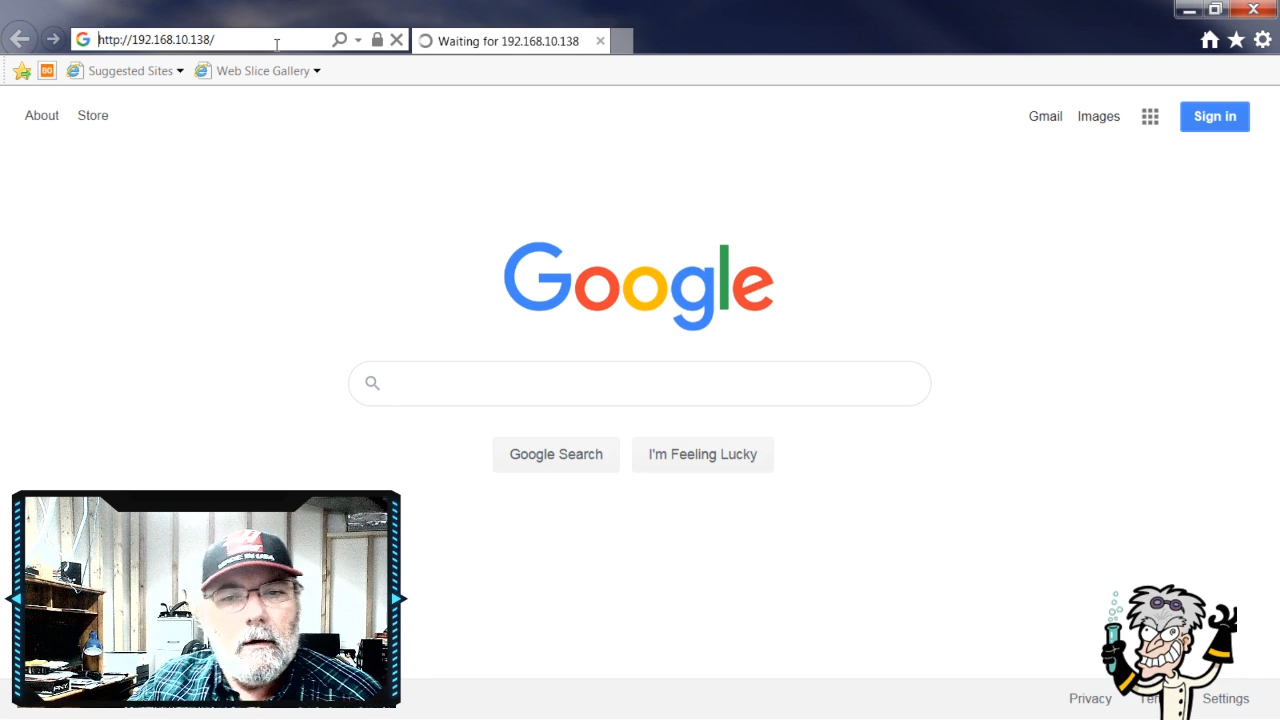 http://192.168.10.138/
Waiting for 192.168.10.138
BG
Suggested Sites
Web Slice Gallery
About Store
Gmail Images Sign in
Google
Google Search I'm Feeling Lucky
Privacy Settings